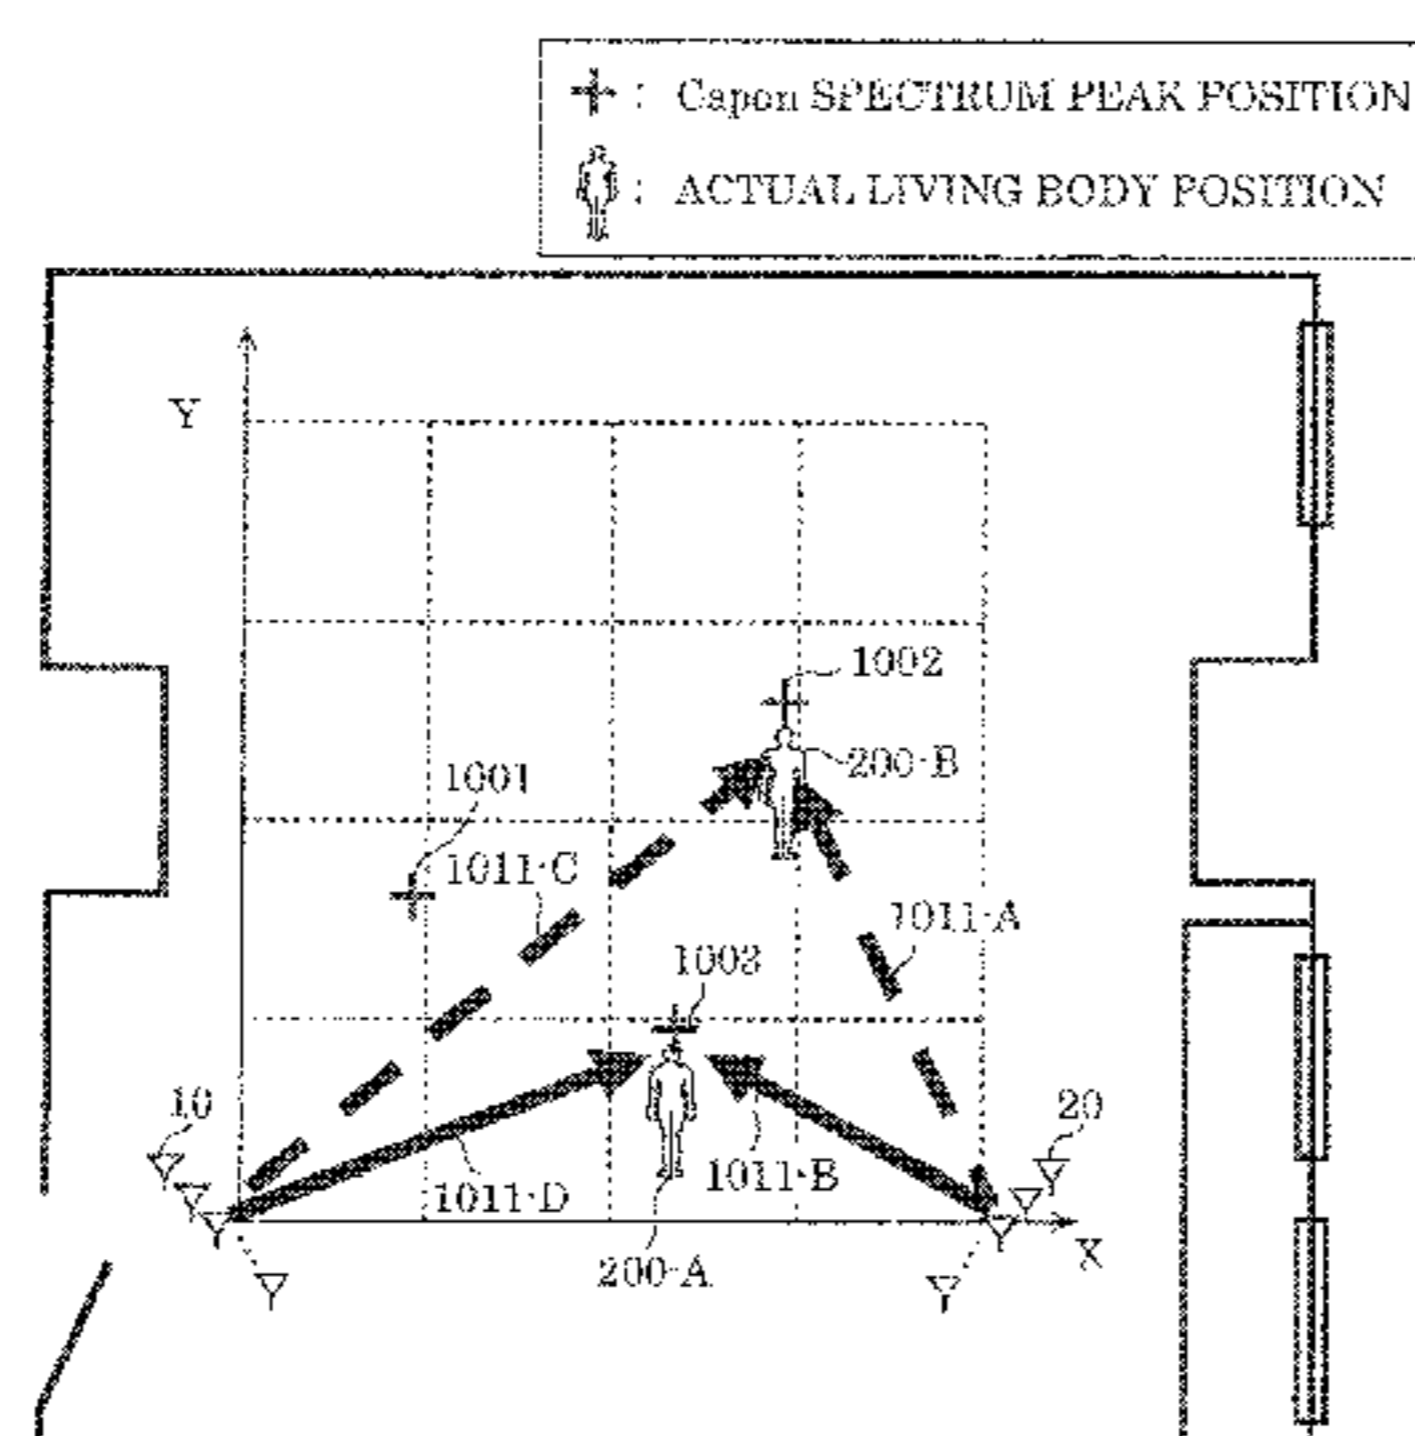 + : Capon SPECTRUM PEAK POSITION
: ACTUAL LIVING BODY POSITION
Y
1002
200-B
1001
1011-C
1011-A
1003
10
20
1011-B
1011-D
X
200-A